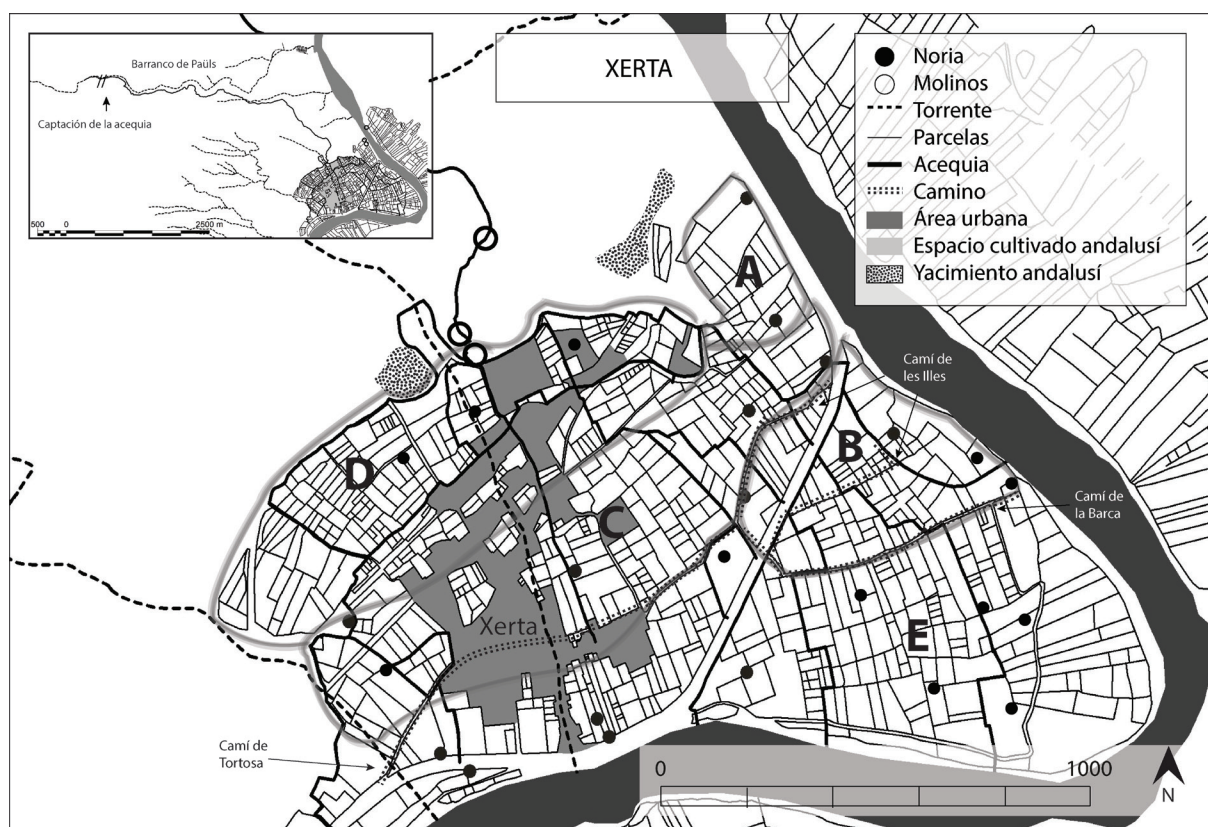 Barranco de Paüls
Captación de la acequia
500 0 2500 m
XERTA
Noria
Molinos
Torrente
Parcelas
Acequia
Camino
Área urbana
Espacio cultivado andalusí
Yacimiento andalusí
A
Camí de
les Illes
B
D
C
Camí de
la Barca
Xerta
E
Camí de
Tortosa
0 1000
N